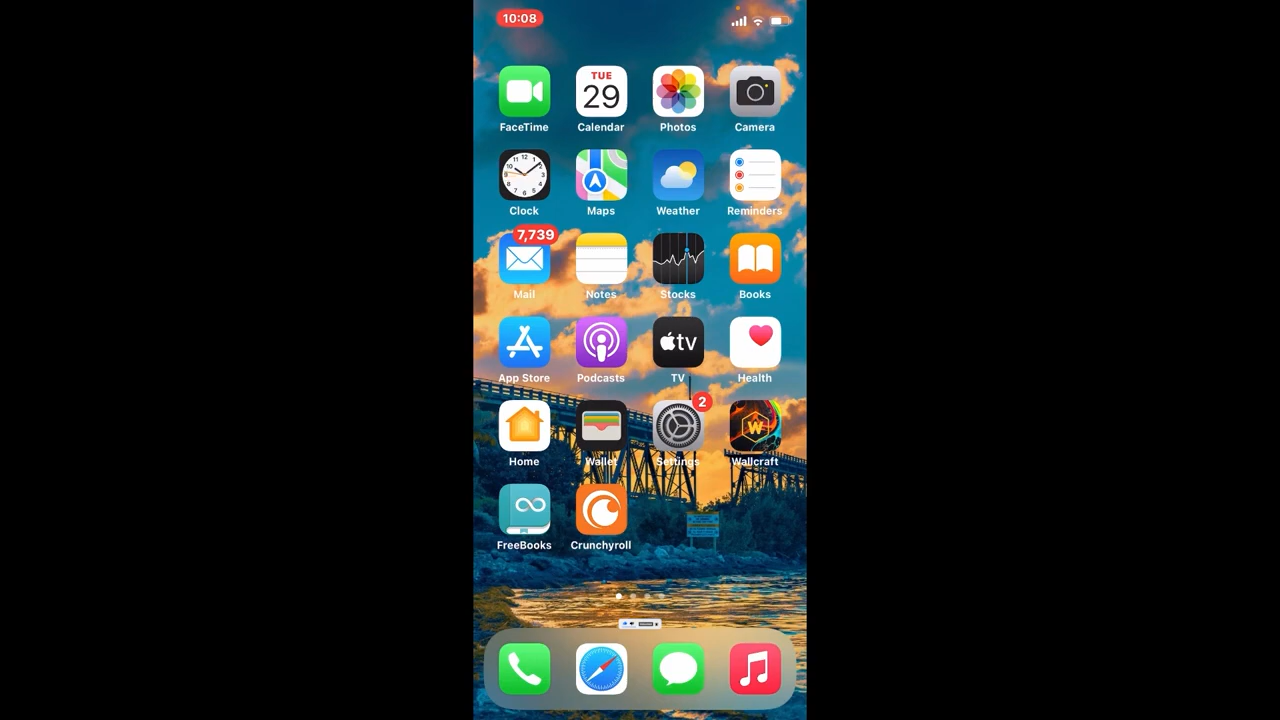 10:08
TUE
29
FaceTime
Calendar
Photos
Camera
Clock
Maps
Weather
Reminders
7,739
Mail
Notes
Stocks
Books
App Store
Podcasts
tv
TV
Health
2
W
Home
Wallet
Settings
Wallcraft
FreeBooks
Crunchyroll